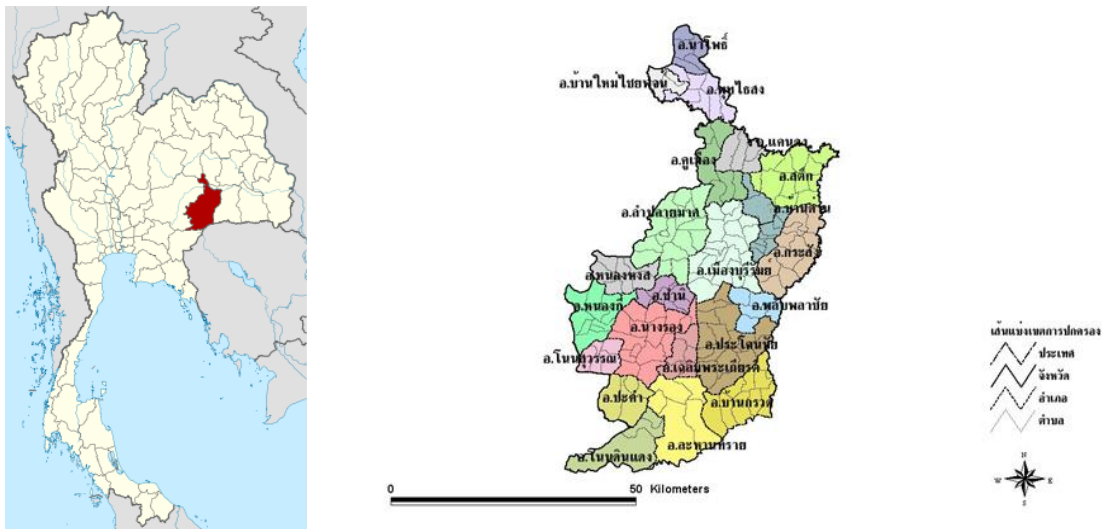 อ.นาโพธิ์
อ.บ้านใหม่ไชยพจน์
อ.พุทไธสง
อ.แคนดง
อ.คูเมือง
อ.สตึก
อ.ลำปลายมาศ
อ.ห้วยราช
อ.กระสัง
อ.เมืองบุรีรัมย์
อ.หนองหงส์
อ.ชำนิ
อ.หนองกี่
อ.พลับพลาชัย
อ.นางรอง
อ.ประโคนชัย
อ.โนนสุวรรณ
อ.เฉลิมพระเกียรติ
อ.ปะคำ
อ.บ้านกรวด
อ.ละหานทราย
อ.โนนดินแดง
เส้นแบ่งเขตการปกครอง
ประเทศ
จังหวัด
อำเภอ
ตำบล
N
W E
S
0 50 Kilometers